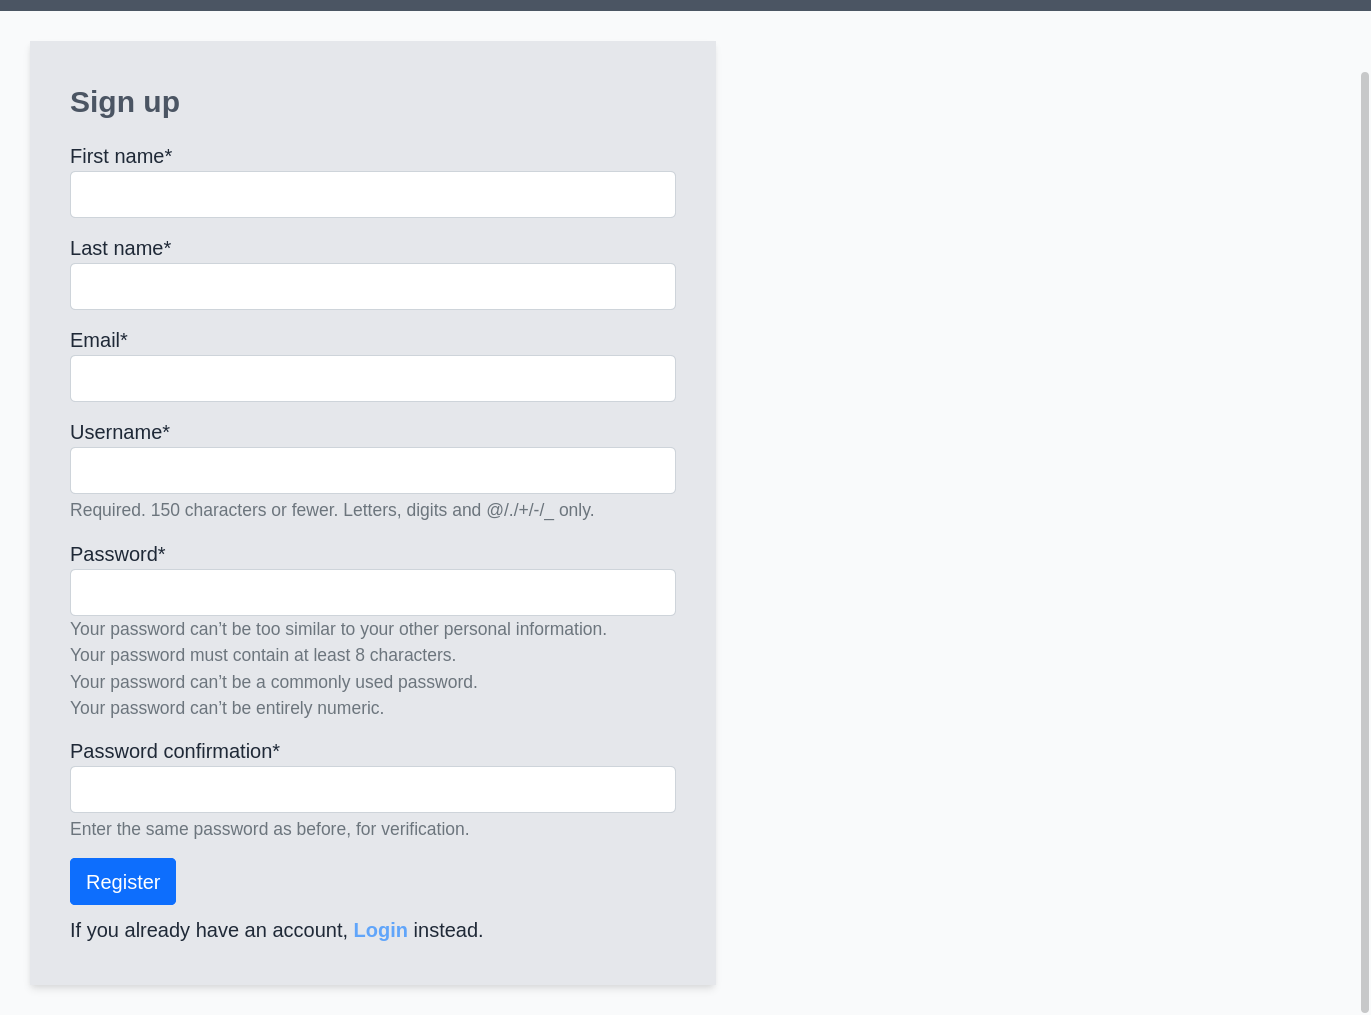 Sign up
First name*
Last name*
Email*
Username*
Required. 150 characters or fewer. Letters, digits and @/./+/-/_ only.
Password*
Your password can’t be too similar to your other personal information.
Your password must contain at least 8 characters.
Your password can’t be a commonly used password.
Your password can’t be entirely numeric.
Password confirmation*
Enter the same password as before, for verification.
Register
If you already have an account, Login instead.